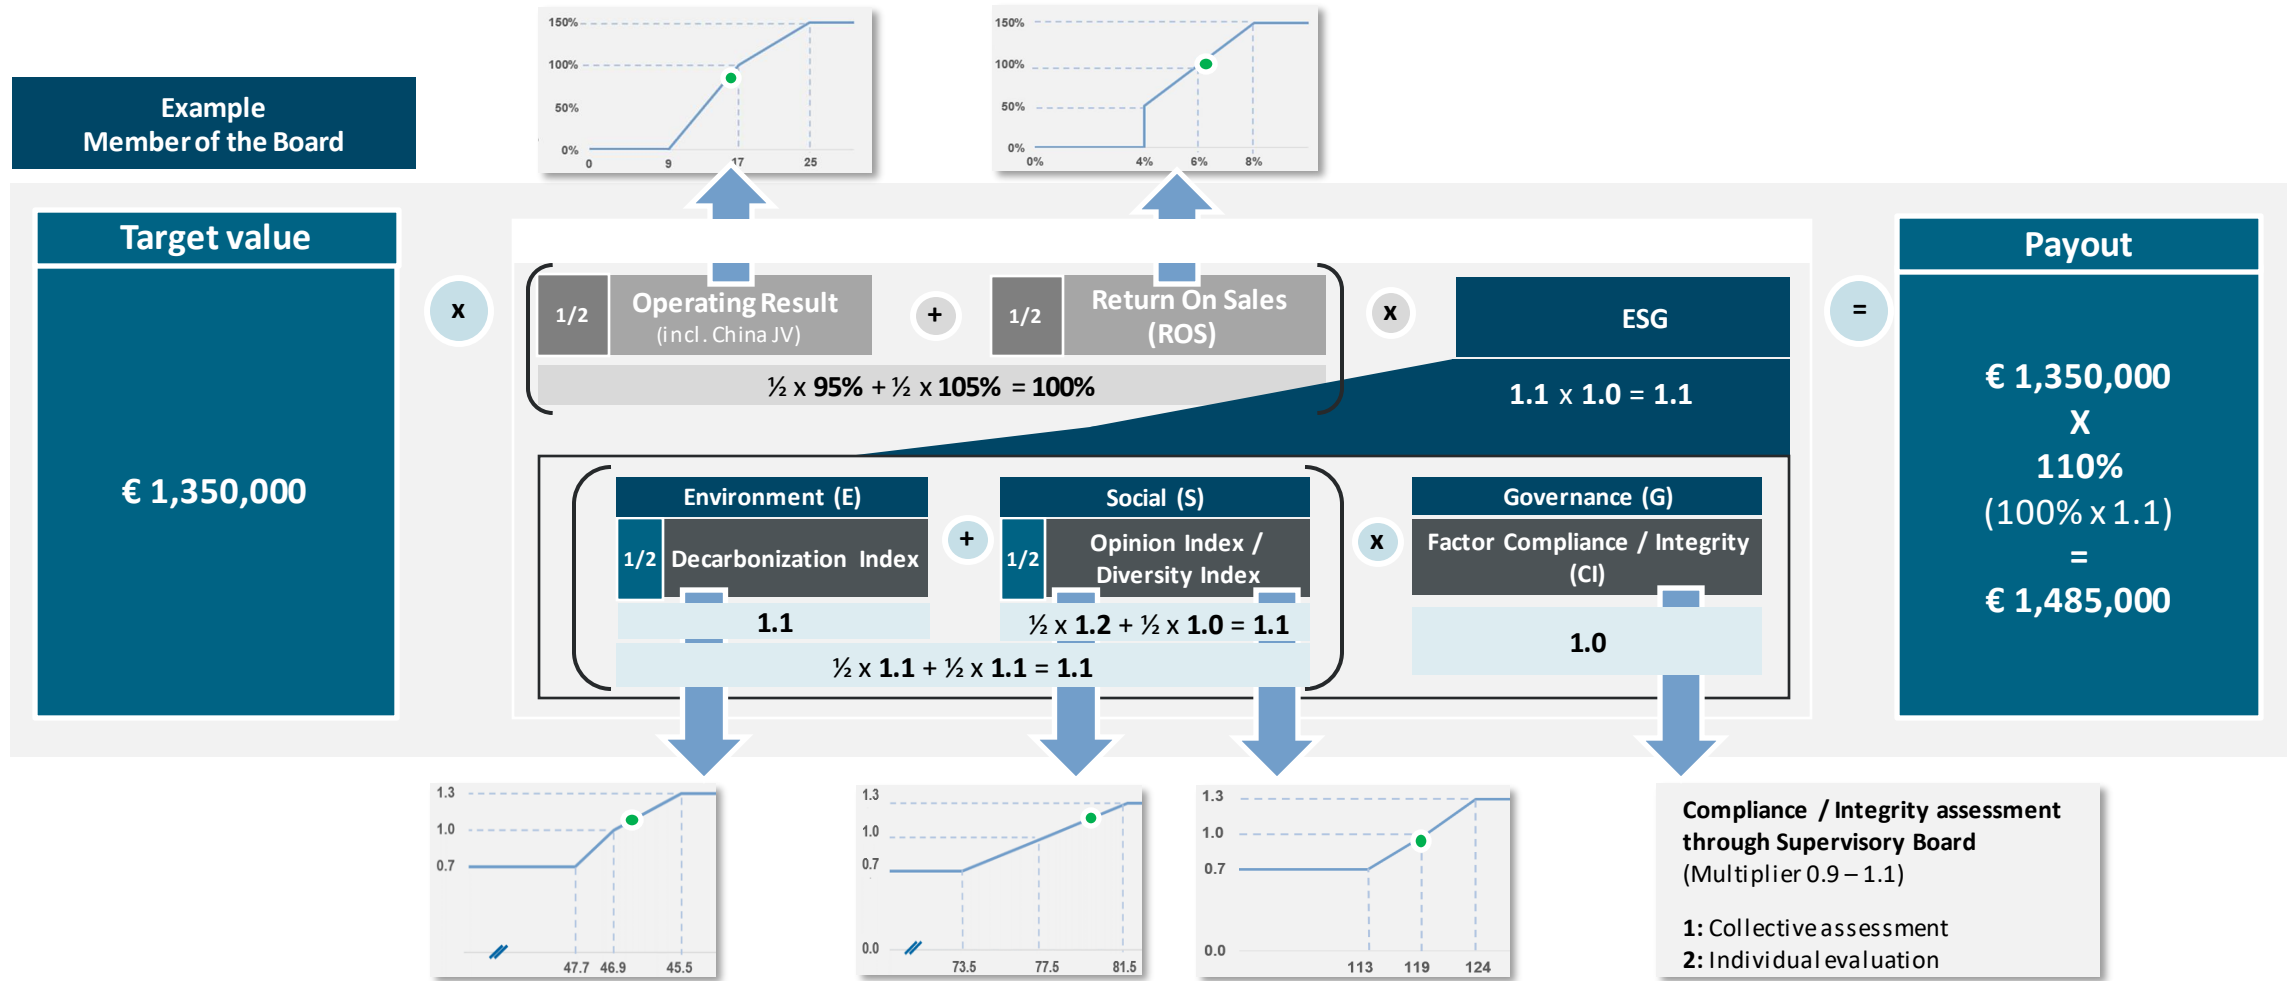 150%
100%
50%
0%
0 9 17 25
150%
100%
50%
0%
0% 4% 6% 8%
Example
Member of the Board
Target value
€ 1,350,000
x
1/2
Operating Result
(incl. China JV)
+
1/2
Return On Sales
(ROS)
x
ESG
=
½ x 95% + ½ x 105% = 100%
1.1 x 1.0 = 1.1
Payout
€ 1,350,000
X
110%
(100% x 1.1)
=
€ 1,485,000
Environment (E)
1/2
Decarbonization Index
1.1
+
Social (S)
1/2
Opinion Index /
Diversity Index
½ x 1.2 + ½ x 1.0 = 1.1
½ x 1.1 + ½ x 1.1 = 1.1
x
Governance (G)
Factor Compliance / Integrity
(CI)
1.0
1.3
1.0
0.7
47.7 46.9 45.5
1.3
1.0
0.7
0.0
73.5 77.5 81.5
1.3
1.0
0.7
0.0
113 119 124
Compliance / Integrity assessment
through Supervisory Board
(Multiplier 0.9 – 1.1)
1: Collective assessment
2: Individual evaluation